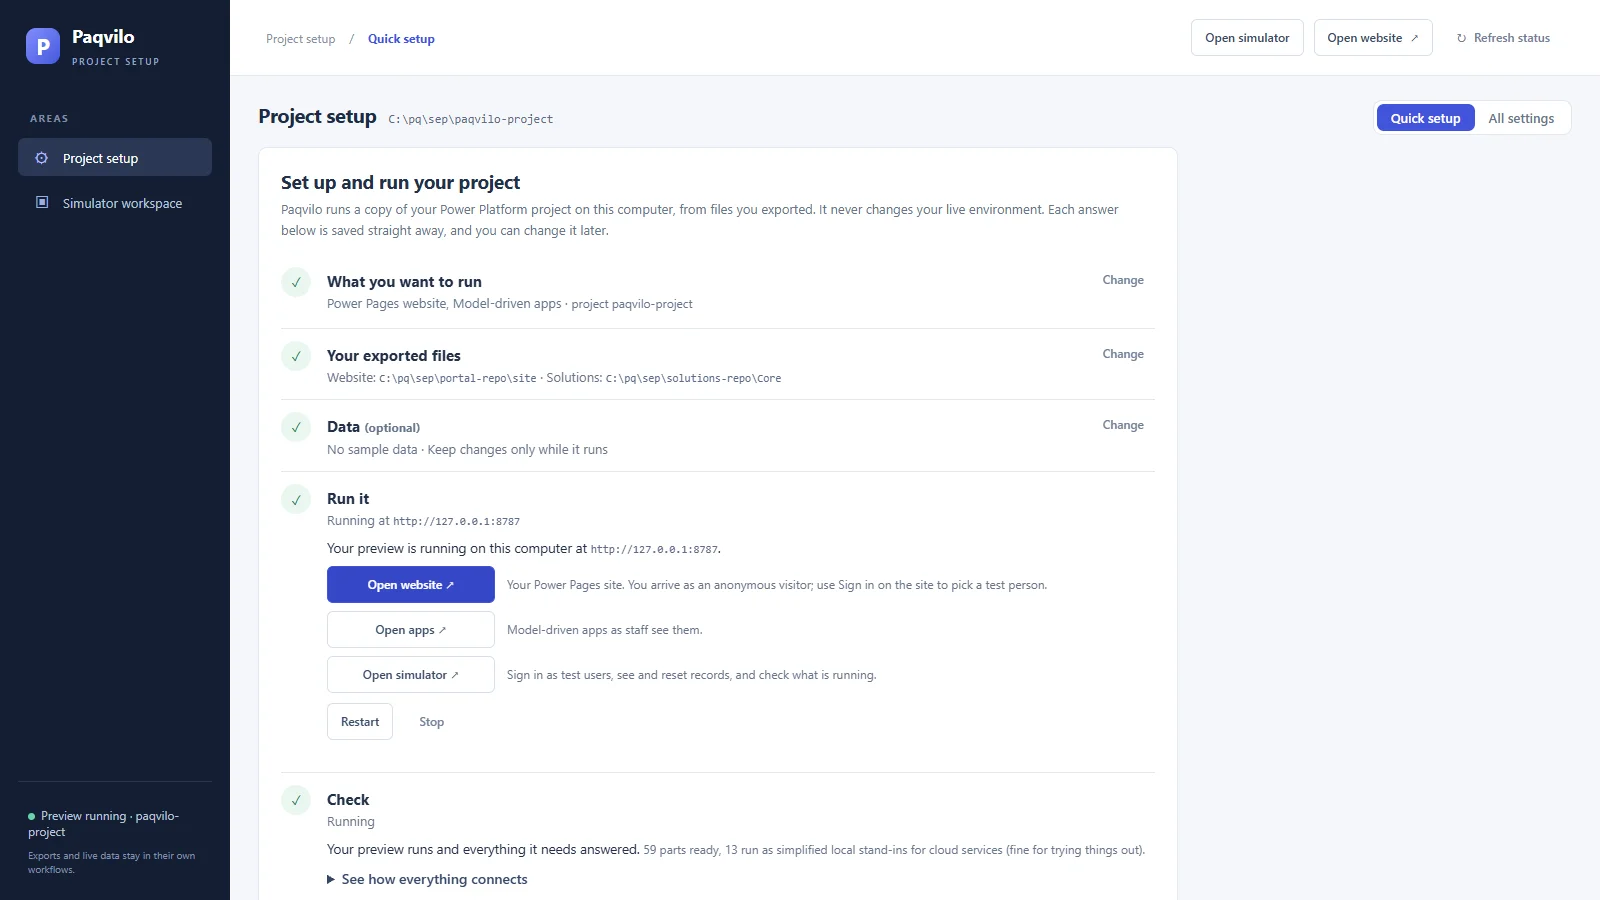 P
Paqvilo
PROJECT SETUP
AREAS
Project setup
Simulator workspace
Preview running · paqvilo-
project
Exports and live data stay in their own
workflows.
Project setup / Quick setup
Open simulator
Open website ↗
↻ Refresh status
Project setup C:\pq\sep\paqvilo-project
Quick setup
All settings
Set up and run your project
Paqvilo runs a copy of your Power Platform project on this computer, from files you exported. It never changes your live environment. Each answer
below is saved straight away, and you can change it later.
✓ What you want to run
Change
Power Pages website, Model-driven apps · project paqvilo-project
✓ Your exported files
Change
Website: C:\pq\sep\portal-repo\site · Solutions: C:\pq\sep\solutions-repo\Core
✓ Data (optional)
Change
No sample data · Keep changes only while it runs
✓ Run it
Running at http://127.0.0.1:8787
Your preview is running on this computer at http://127.0.0.1:8787.
Open website ↗ Your Power Pages site. You arrive as an anonymous visitor; use Sign in on the site to pick a test person.
Open apps ↗ Model-driven apps as staff see them.
Open simulator ↗ Sign in as test users, see and reset records, and check what is running.
Restart Stop
✓ Check
Running
Your preview runs and everything it needs answered. 59 parts ready, 13 run as simplified local stand-ins for cloud services (fine for trying things out).
▶ See how everything connects